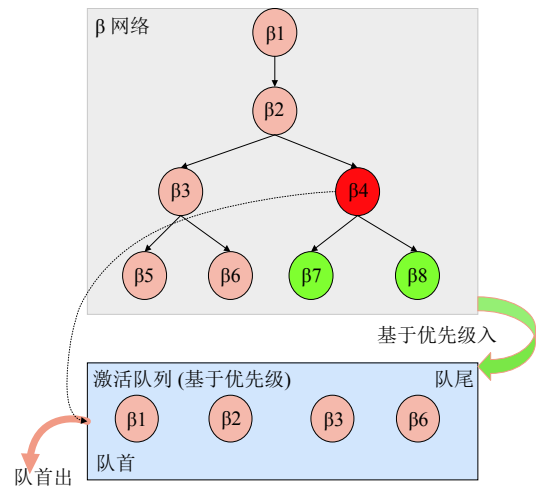 β 网络
β1
β2
β3 β4
β5 β6 β7 β8
基于优先级入
激活队列 (基于优先级) 队尾
β1 β2 β3 β6
队首
队首出